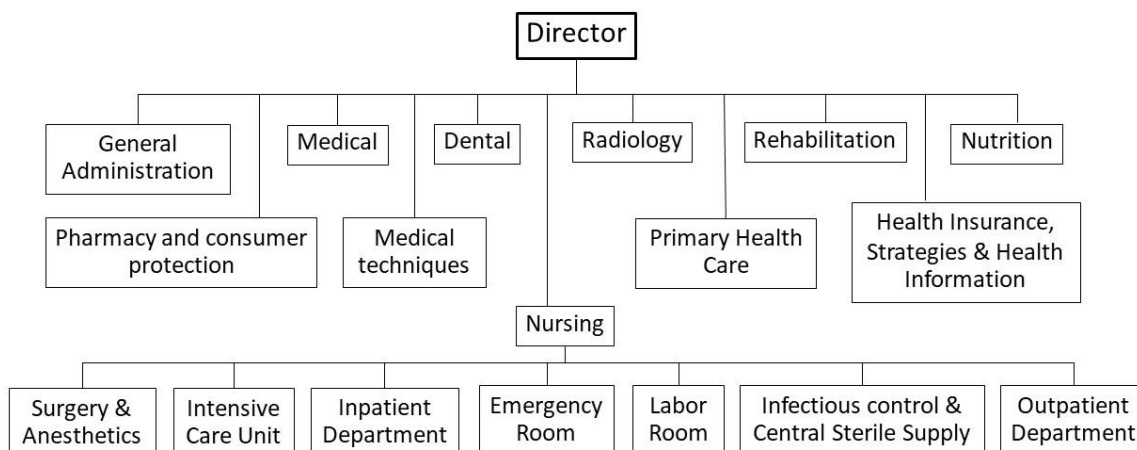 Director
General
Administration
Medical
Dental
Radiology
Rehabilitation
Nutrition
Pharmacy and consumer
protection
Medical
techniques
Primary Health
Care
Health Insurance,
Strategies & Health
Information
Nursing
Surgery &
Anesthetics
Intensive
Care Unit
Inpatient
Department
Emergency
Room
Labor
Room
Infectious control &
Central Sterile Supply
Outpatient
Department